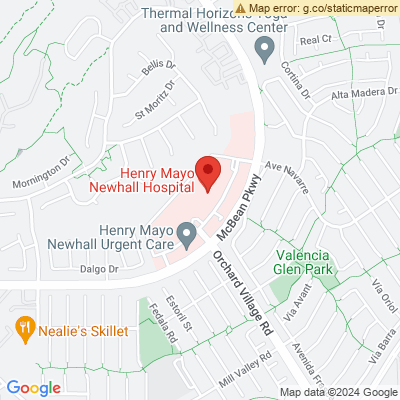 Map error: g.co/staticmaperror
Thermal Horizons Yoga
and Wellness Center
Real Ct
Bellis Dr
Cortina Dr
St Moritz Dr
Alta Madera Dr
Henry Mayo
Newhall Hospital
Ave Navarre
Mornington Dr
Henry Mayo
Newhall Urgent Care
McBean Pkwy
Dalgo Dr
Valencia
Glen Park
Orchard Village Rd
Vía Oriol
Vía Avant
Estoril St
Fedala Rd
Nealie's Skillet
Vía Barra
Mill Valley Rd
Avenida Fr
Google
Map data ©2024 Google